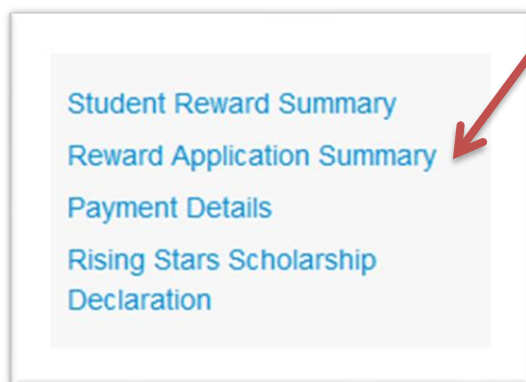 Student Reward Summary
Reward Application Summary
Payment Details
Rising Stars Scholarship
Declaration